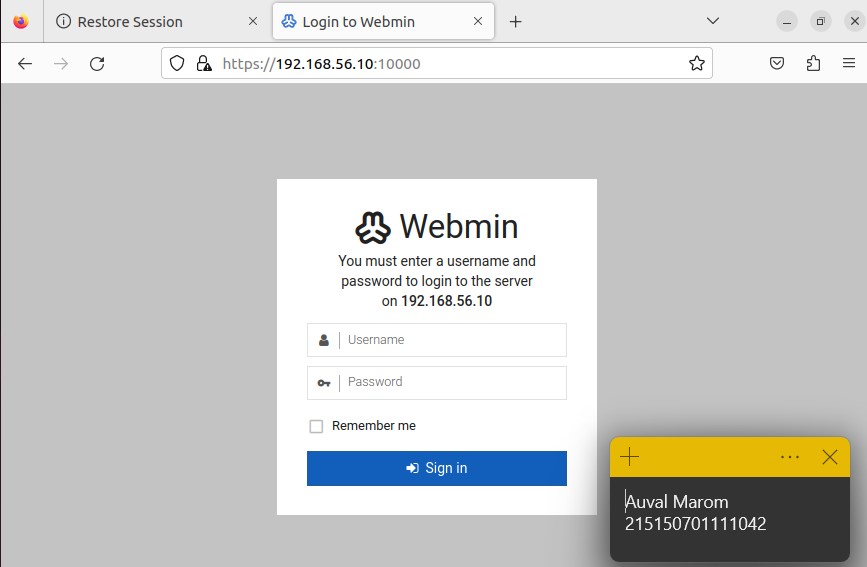 Restore Session
Login to Webmin
https://192.168.56.10:10000
Webmin
You must enter a username and
password to login to the server
on 192.168.56.10
Username
Password
Remember me
Sign in
Auval Marom
215150701111042